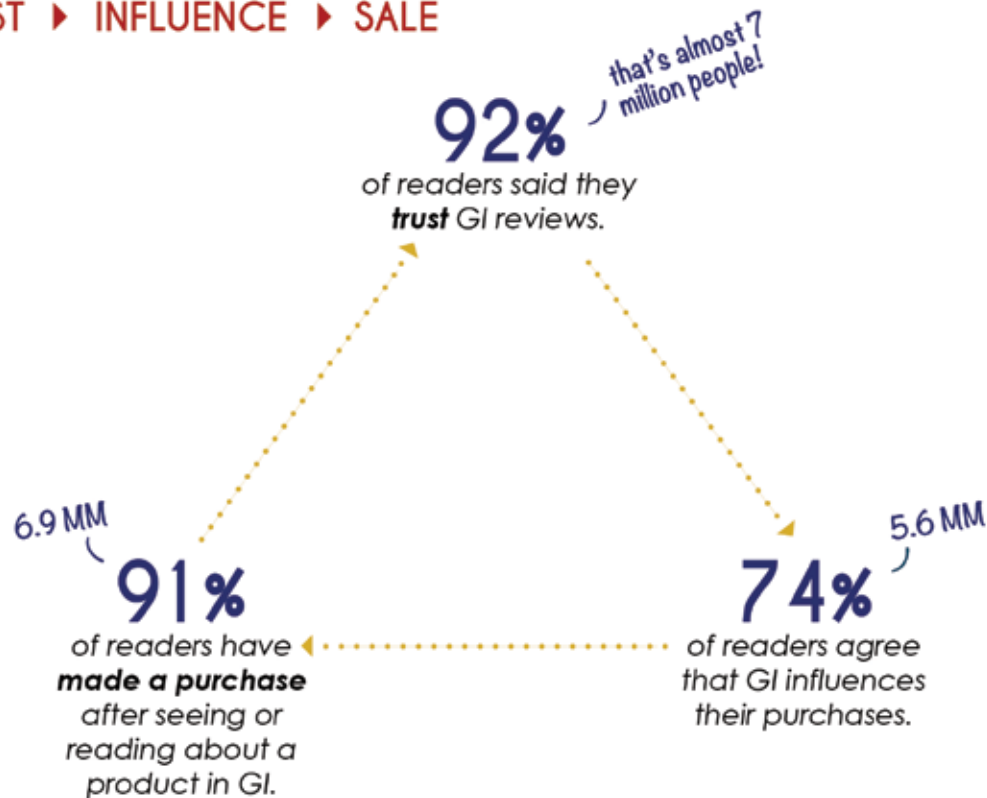 ST ▸ INFLUENCE ▸ SALE
that's almost 7
million people!
92%
of readers said they
trust GI reviews.
6.9 MM
91%
of readers have
made a purchase
after seeing or
reading about a
product in GI.
5.6 MM
74%
of readers agree
that GI influences
their purchases.